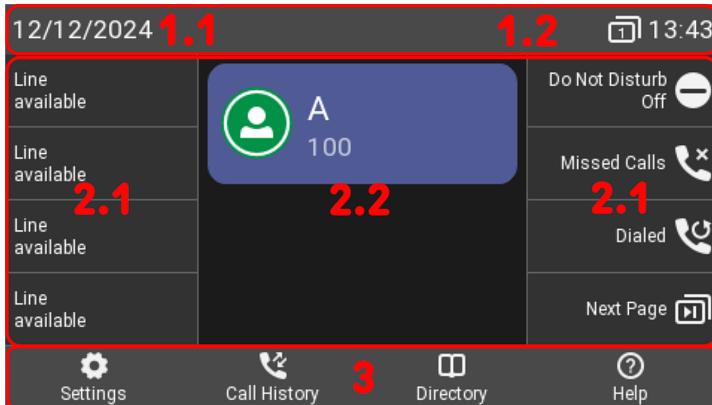 12/12/2024 1.1 1.2 1 13:43
Line
available
Line
available
2.1
Line
available
Line
available
A
100
2.2
Do Not Disturb
Off
Missed Calls
2.1
Dialed
Next Page
Settings Call History 3 Directory Help